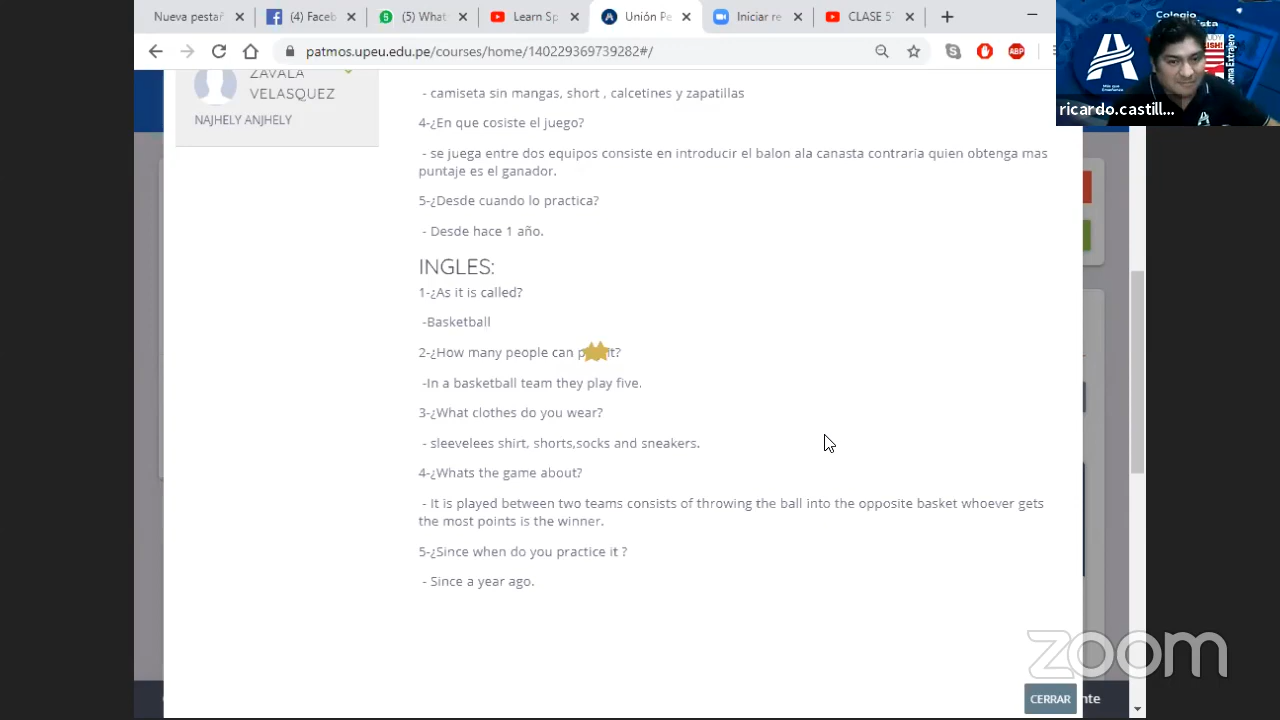 Nueva pestañ
(4) Faceb
(5) What
Learn Sp
Unión Pe
Iniciar re
CLASE 5
patmos.upeu.edu.pe/courses/home/140229369739282#/
ABP
Colegio
ricardo.castill...
ZAVALA
VELASQUEZ
NAJHELY ANJHELY
- camiseta sin mangas, short , calcetines y zapatillas
4-¿En que cosiste el juego?
- se juega entre dos equipos consiste en introducir el balon ala canasta contraría quien obtenga mas
puntaje es el ganador.
5-¿Desde cuando lo practica?
- Desde hace 1 año.
INGLES:
1-¿As it is called?
-Basketball
2-¿How many people can it?
-In a basketball team they play five.
3-¿What clothes do you wear?
- sleevelees shirt, shorts,socks and sneakers.
4-¿Whats the game about?
- It is played between two teams consists of throwing the ball into the opposite basket whoever gets
the most points is the winner.
5-¿Since when do you practice it ?
- Since a year ago.
zoom
CERRAR
nte